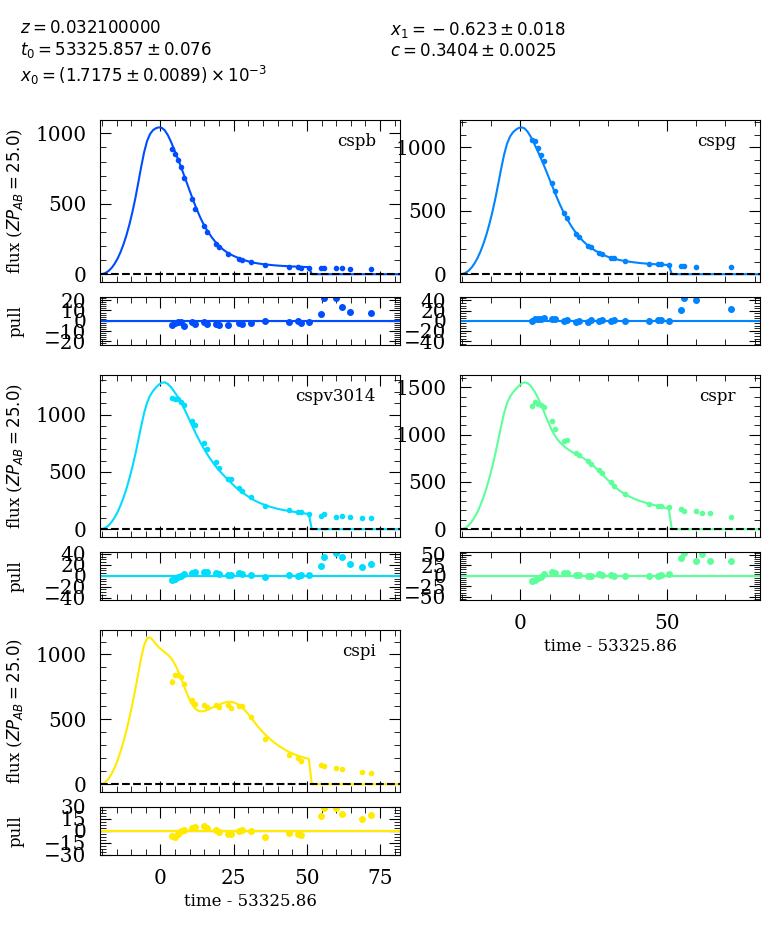 z = 0.032100000
t₀ = 53325.857 ± 0.076
x₀ = (1.7175 ± 0.0089) × 10⁻³
x₁ = −0.623 ± 0.018
c = 0.3404 ± 0.0025
flux (ZP_AB = 25.0)
1000
500
0
cspb
1000
500
0
cspg
pull
20
10
0
−10
−20
40
20
0
−20
−40
flux (ZP_AB = 25.0)
1000
500
0
cspv3014
1500
1000
500
0
cspr
pull
40
20
0
−20
−40
50
25
0
−25
−50
0
50
time - 53325.86
flux (ZP_AB = 25.0)
1000
500
0
cspi
pull
30
15
0
−15
−30
0
25
50
75
time - 53325.86